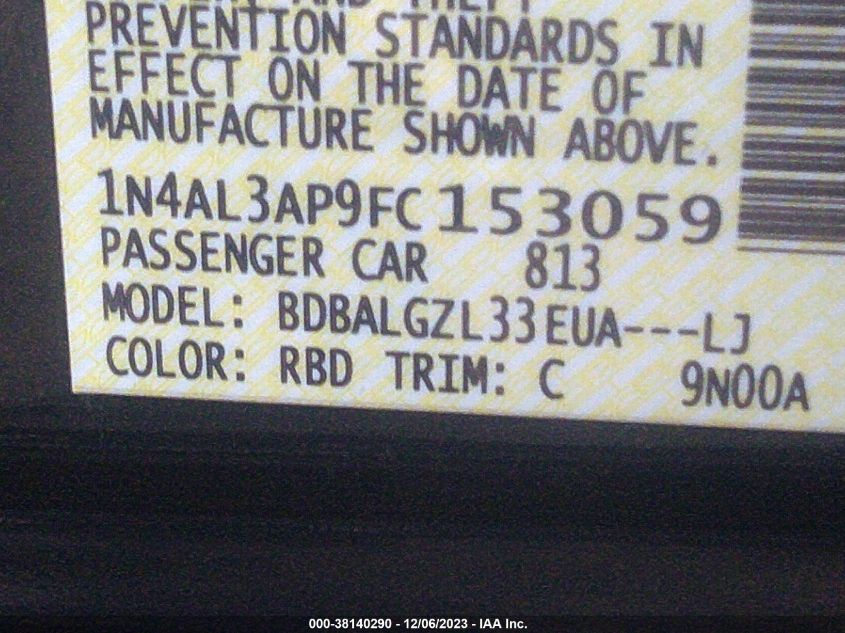 PREVENTION STANDARDS IN
EFFECT ON THE DATE OF
MANUFACTURE SHOWN ABOVE.
1N4AL3AP9FC153059
PASSENGER CAR 813
MODEL: BDBALGZL33EUA---LJ
COLOR: RBD TRIM: C 9N00A
000-38140290 - 12/06/2023 - IAA Inc.